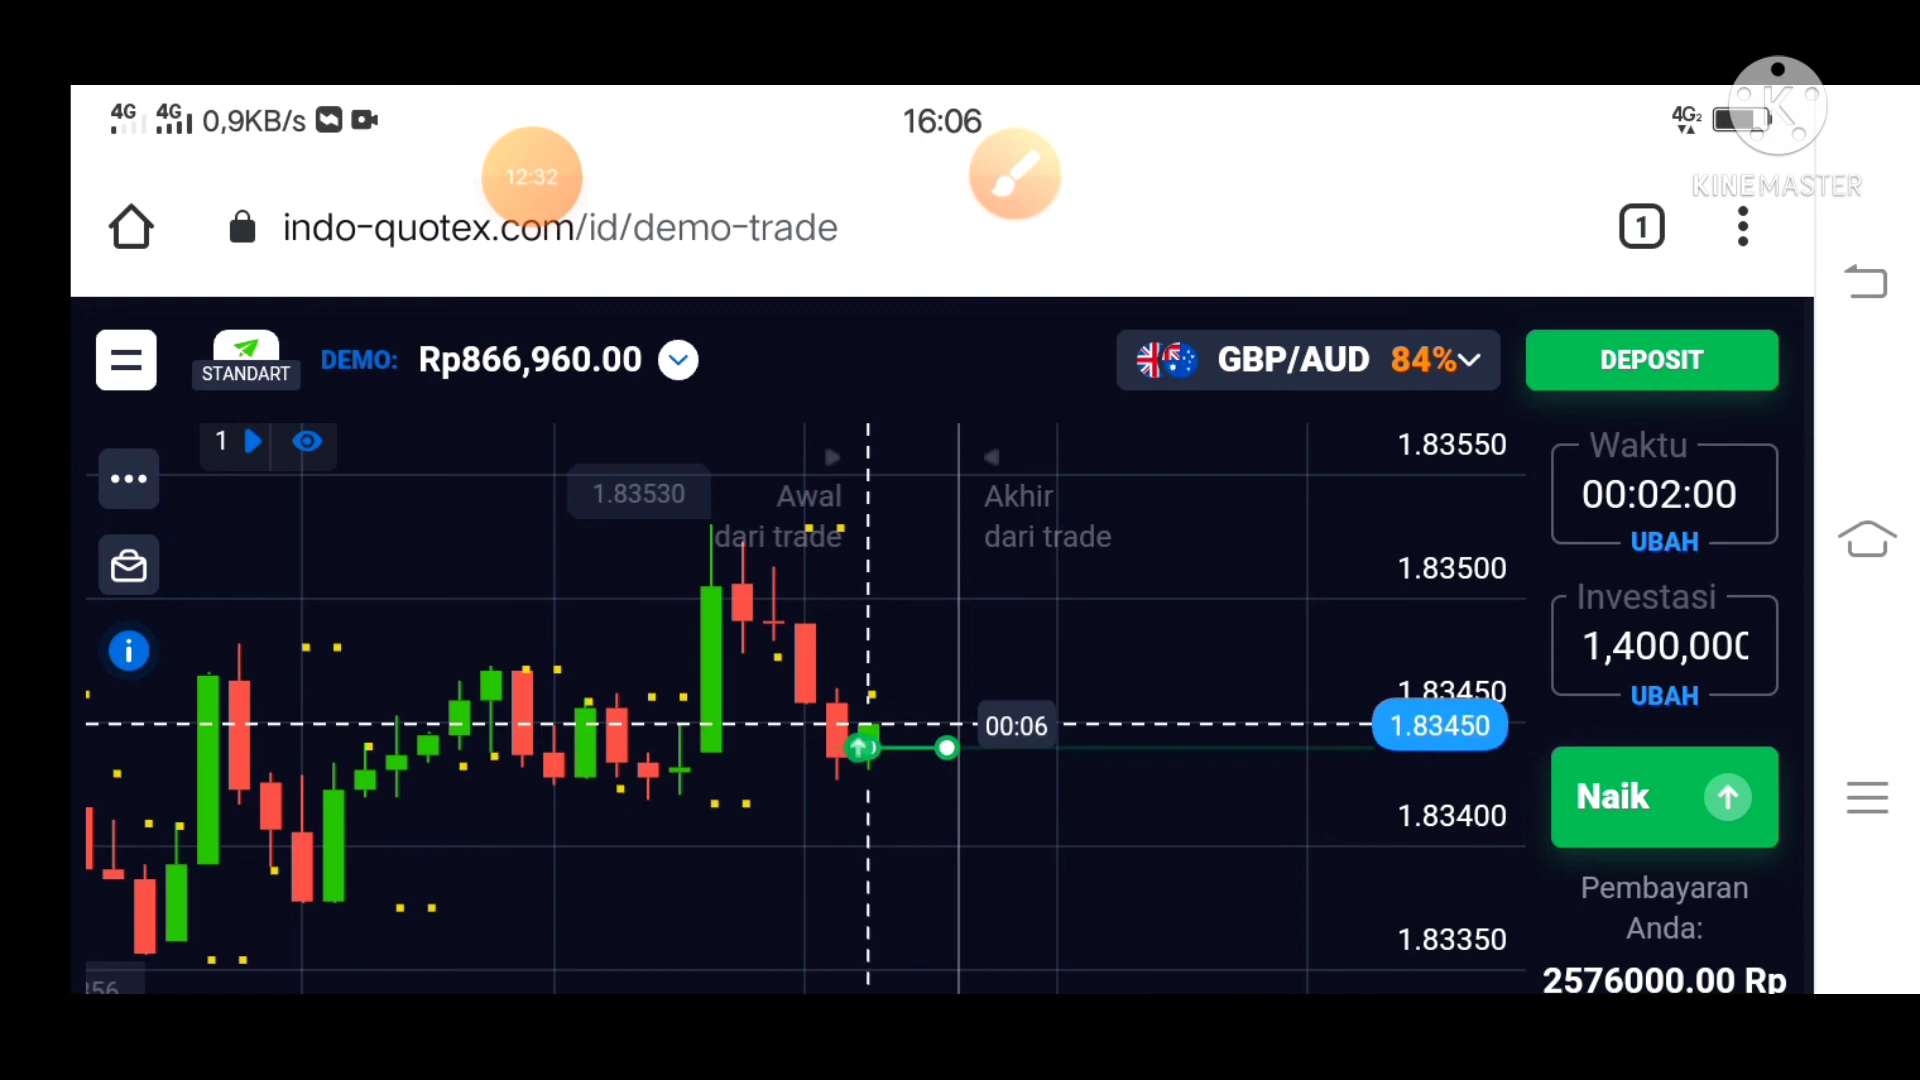 4G 4G 0,9KB/s
16:06
4G2
KINEMASTER
12:32
indo-quotex.com/id/demo-trade
1
STANDART
DEMO: Rp866,960.00
GBP/AUD 84%
DEPOSIT
1
1.83530
Awal
dari trade
Akhir
dari trade
1.83550
1.83500
1.83450
1.83450
1.83400
1.83350
00:06
Waktu
00:02:00
UBAH
Investasi
1,400,000
UBAH
Naik
Pembayaran
Anda:
2576000.00 Rp